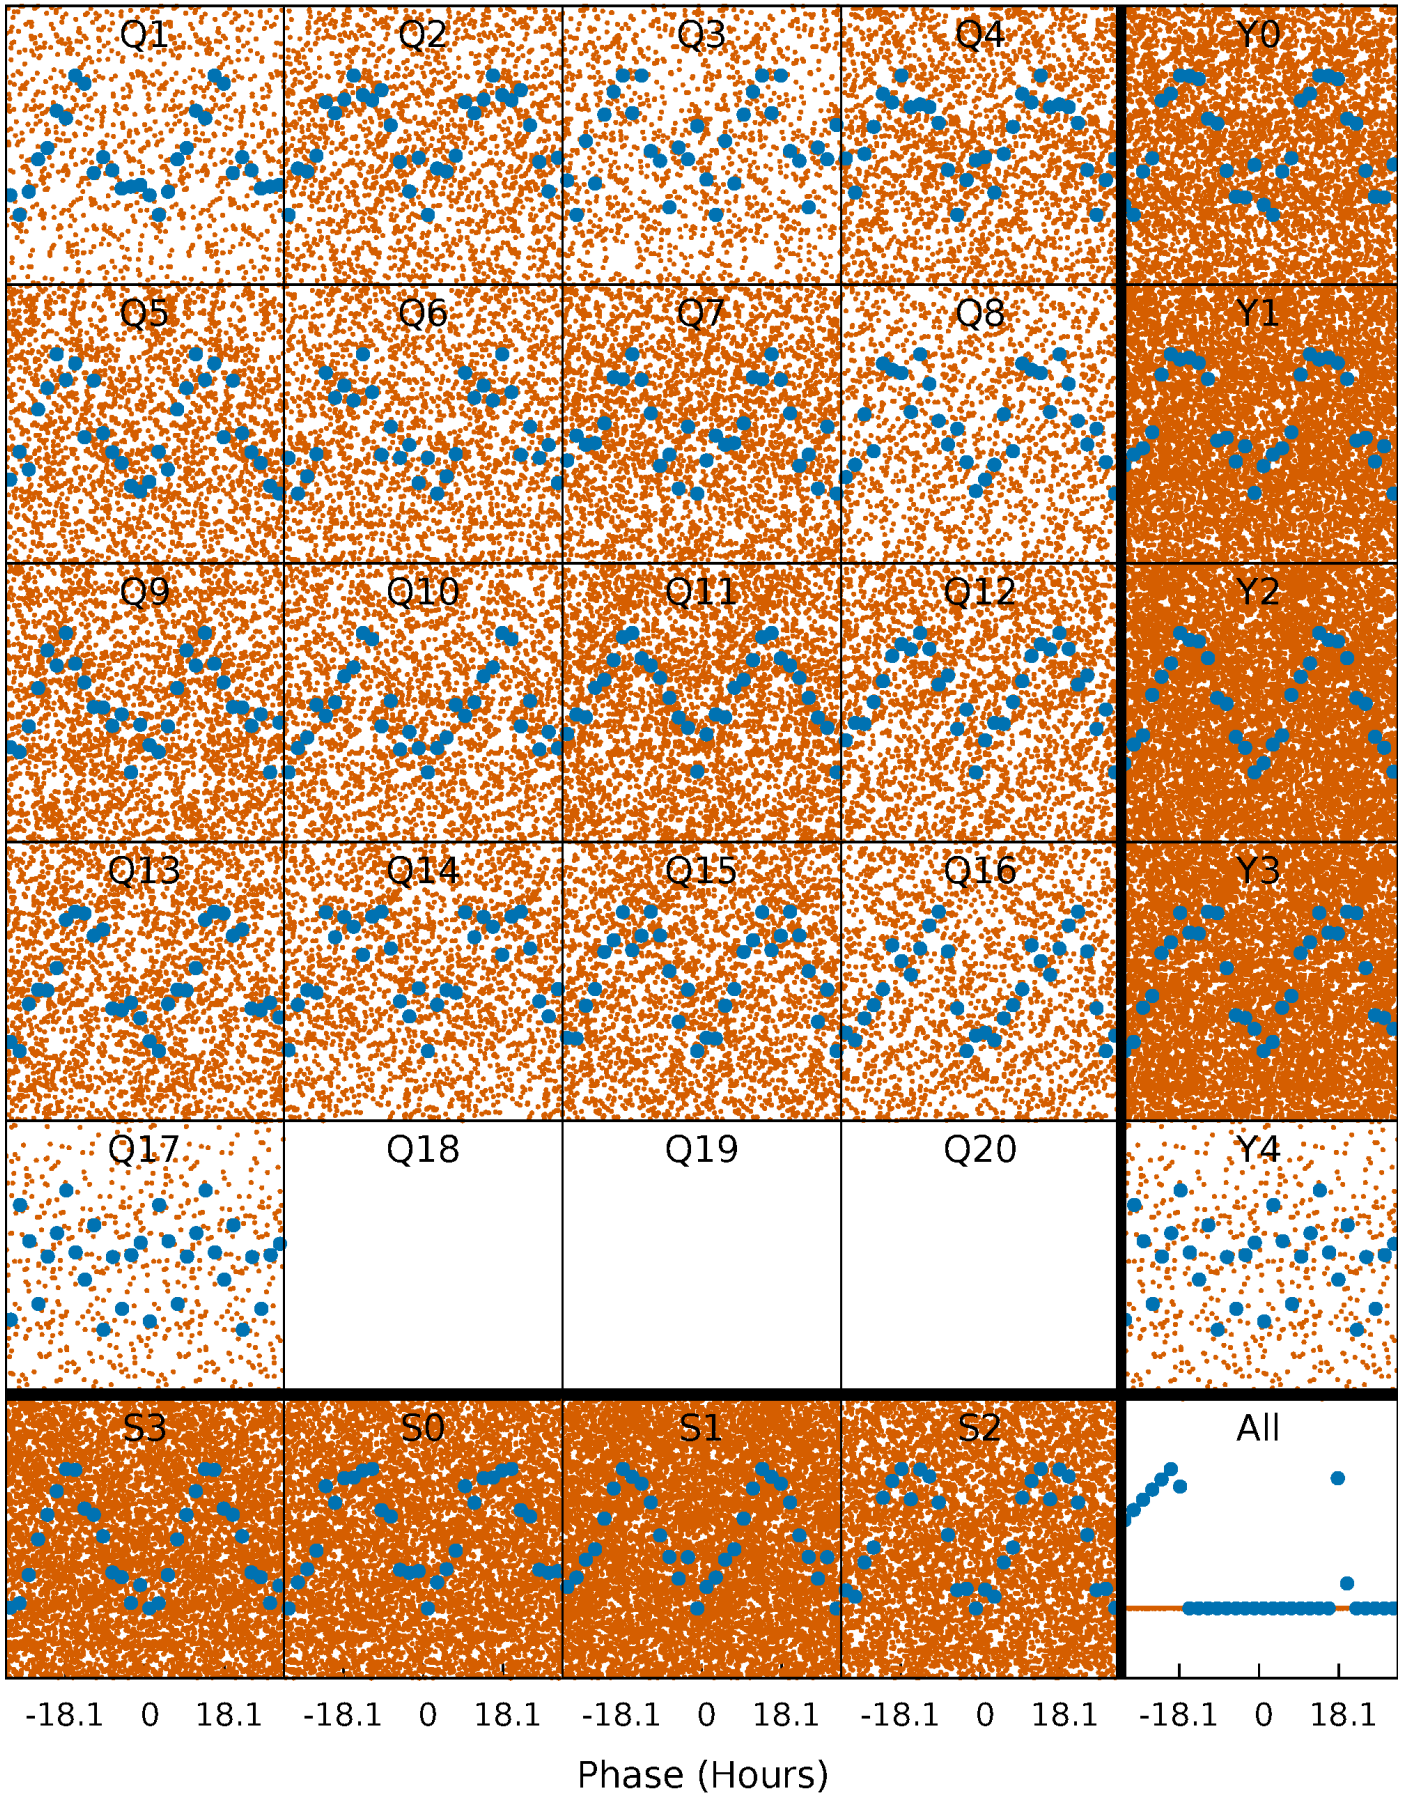 Q1 Q2 Q3 Q4 Y0
Q5 Q6 Q7 Q8 Y1
Q9 Q10 Q11 Q12 Y2
Q13 Q14 Q15 Q16 Y3
Q17 Q18 Q19 Q20 Y4
S3 S0 S1 S2 All
-18.1 0 18.1 -18.1 0 18.1 -18.1 0 18.1 -18.1 0 18.1 -18.1 0 18.1
Phase (Hours)